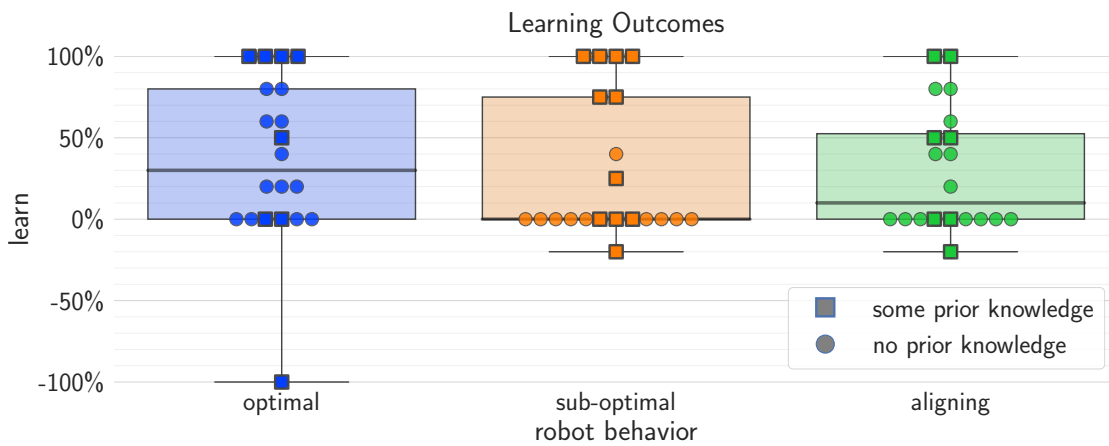 Learning Outcomes
100%
50%
0%
-50%
-100%
learn
some prior knowledge
no prior knowledge
optimal
sub-optimal
aligning
robot behavior